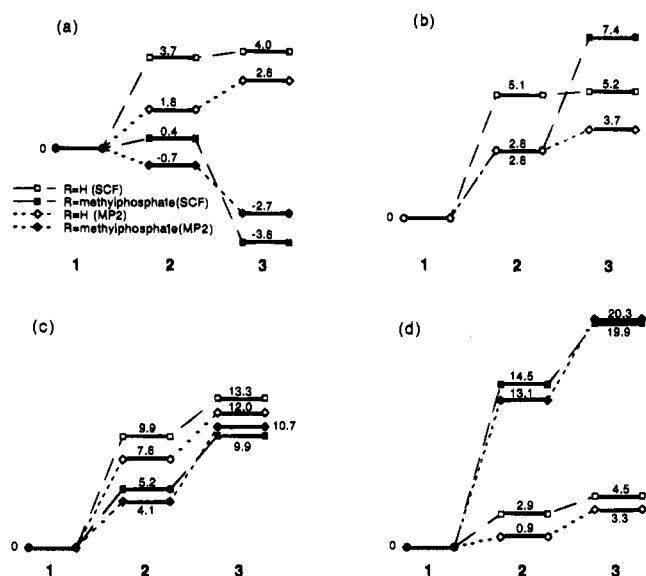 (a)
3.7
4.0
1.8
2.8
0.4
0
-0.7
-2.7
-3.8
R=H (SCF)
R=methylphosphate(SCF)
R=H (MP2)
R=methylphosphate(MP2)
1 2 3
(b)
7.4
5.1
5.2
2.8
2.8
3.7
0
1 2 3
(c)
13.3
12.0
9.9
10.7
7.8
9.9
5.2
4.1
0
1 2 3
(d)
20.3
19.9
14.5
13.1
2.9
4.5
0.9
3.3
0
1 2 3